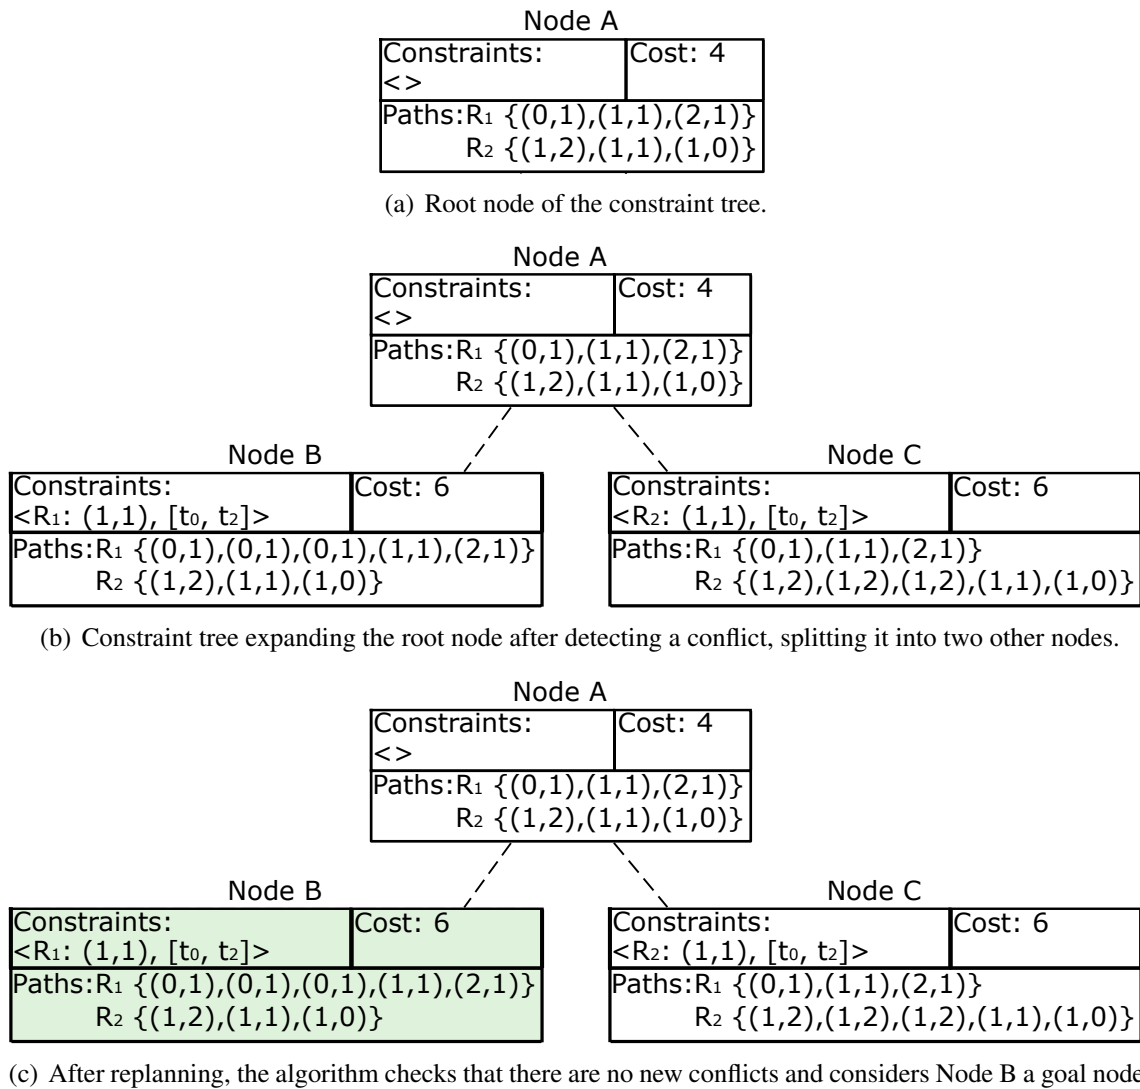 Node A
Constraints: Cost: 4
<>
Paths:R1 {(0,1),(1,1),(2,1)}
R2 {(1,2),(1,1),(1,0)}
(a) Root node of the constraint tree.
Node A
Constraints: Cost: 4
<>
Paths:R1 {(0,1),(1,1),(2,1)}
R2 {(1,2),(1,1),(1,0)}
Node B
Constraints: Cost: 6
<R1: (1,1), [t0, t2]>
Paths:R1 {(0,1),(0,1),(0,1),(1,1),(2,1)}
R2 {(1,2),(1,1),(1,0)}
Node C
Constraints: Cost: 6
<R2: (1,1), [t0, t2]>
Paths:R1 {(0,1),(1,1),(2,1)}
R2 {(1,2),(1,2),(1,2),(1,1),(1,0)}
(b) Constraint tree expanding the root node after detecting a conflict, splitting it into two other nodes.
Node A
Constraints: Cost: 4
<>
Paths:R1 {(0,1),(1,1),(2,1)}
R2 {(1,2),(1,1),(1,0)}
Node B
Constraints: Cost: 6
<R1: (1,1), [t0, t2]>
Paths:R1 {(0,1),(0,1),(0,1),(1,1),(2,1)}
R2 {(1,2),(1,1),(1,0)}
Node C
Constraints: Cost: 6
<R2: (1,1), [t0, t2]>
Paths:R1 {(0,1),(1,1),(2,1)}
R2 {(1,2),(1,2),(1,2),(1,1),(1,0)}
(c) After replanning, the algorithm checks that there are no new conflicts and considers Node B a goal node